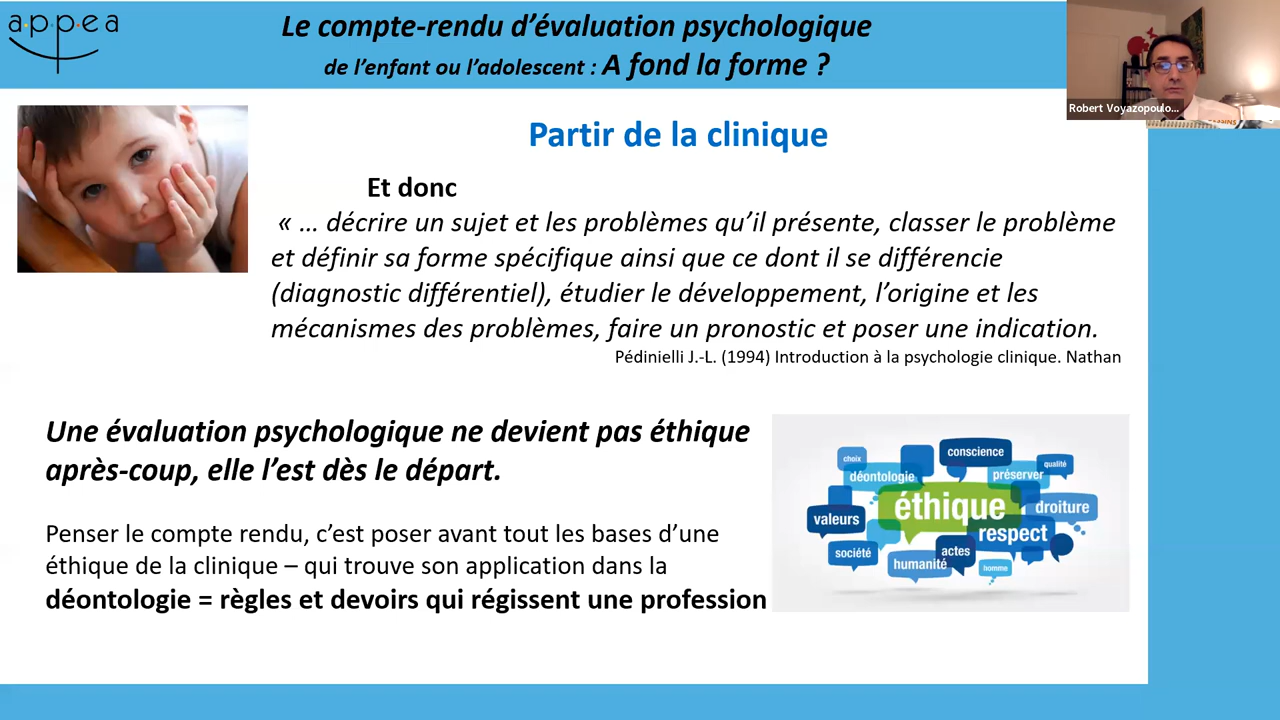 appea
Le compte-rendu d’évaluation psychologique
de l’enfant ou l’adolescent : A fond la forme ?
Robert Voyazopoulo...
Partir de la clinique
Et donc
« … décrire un sujet et les problèmes qu’il présente, classer le problème
et définir sa forme spécifique ainsi que ce dont il se différencie
(diagnostic différentiel), étudier le développement, l’origine et les
mécanismes des problèmes, faire un pronostic et poser une indication.
Pédinielli J.-L. (1994) Introduction à la psychologie clinique. Nathan
Une évaluation psychologique ne devient pas éthique
après-coup, elle l’est dès le départ.
Penser le compte rendu, c’est poser avant tout les bases d’une
éthique de la clinique – qui trouve son application dans la
déontologie = règles et devoirs qui régissent une profession
conscience
choix
qualité
déontologie
préserver
éthique
droiture
valeurs
respect
société
actes
humanité
homme